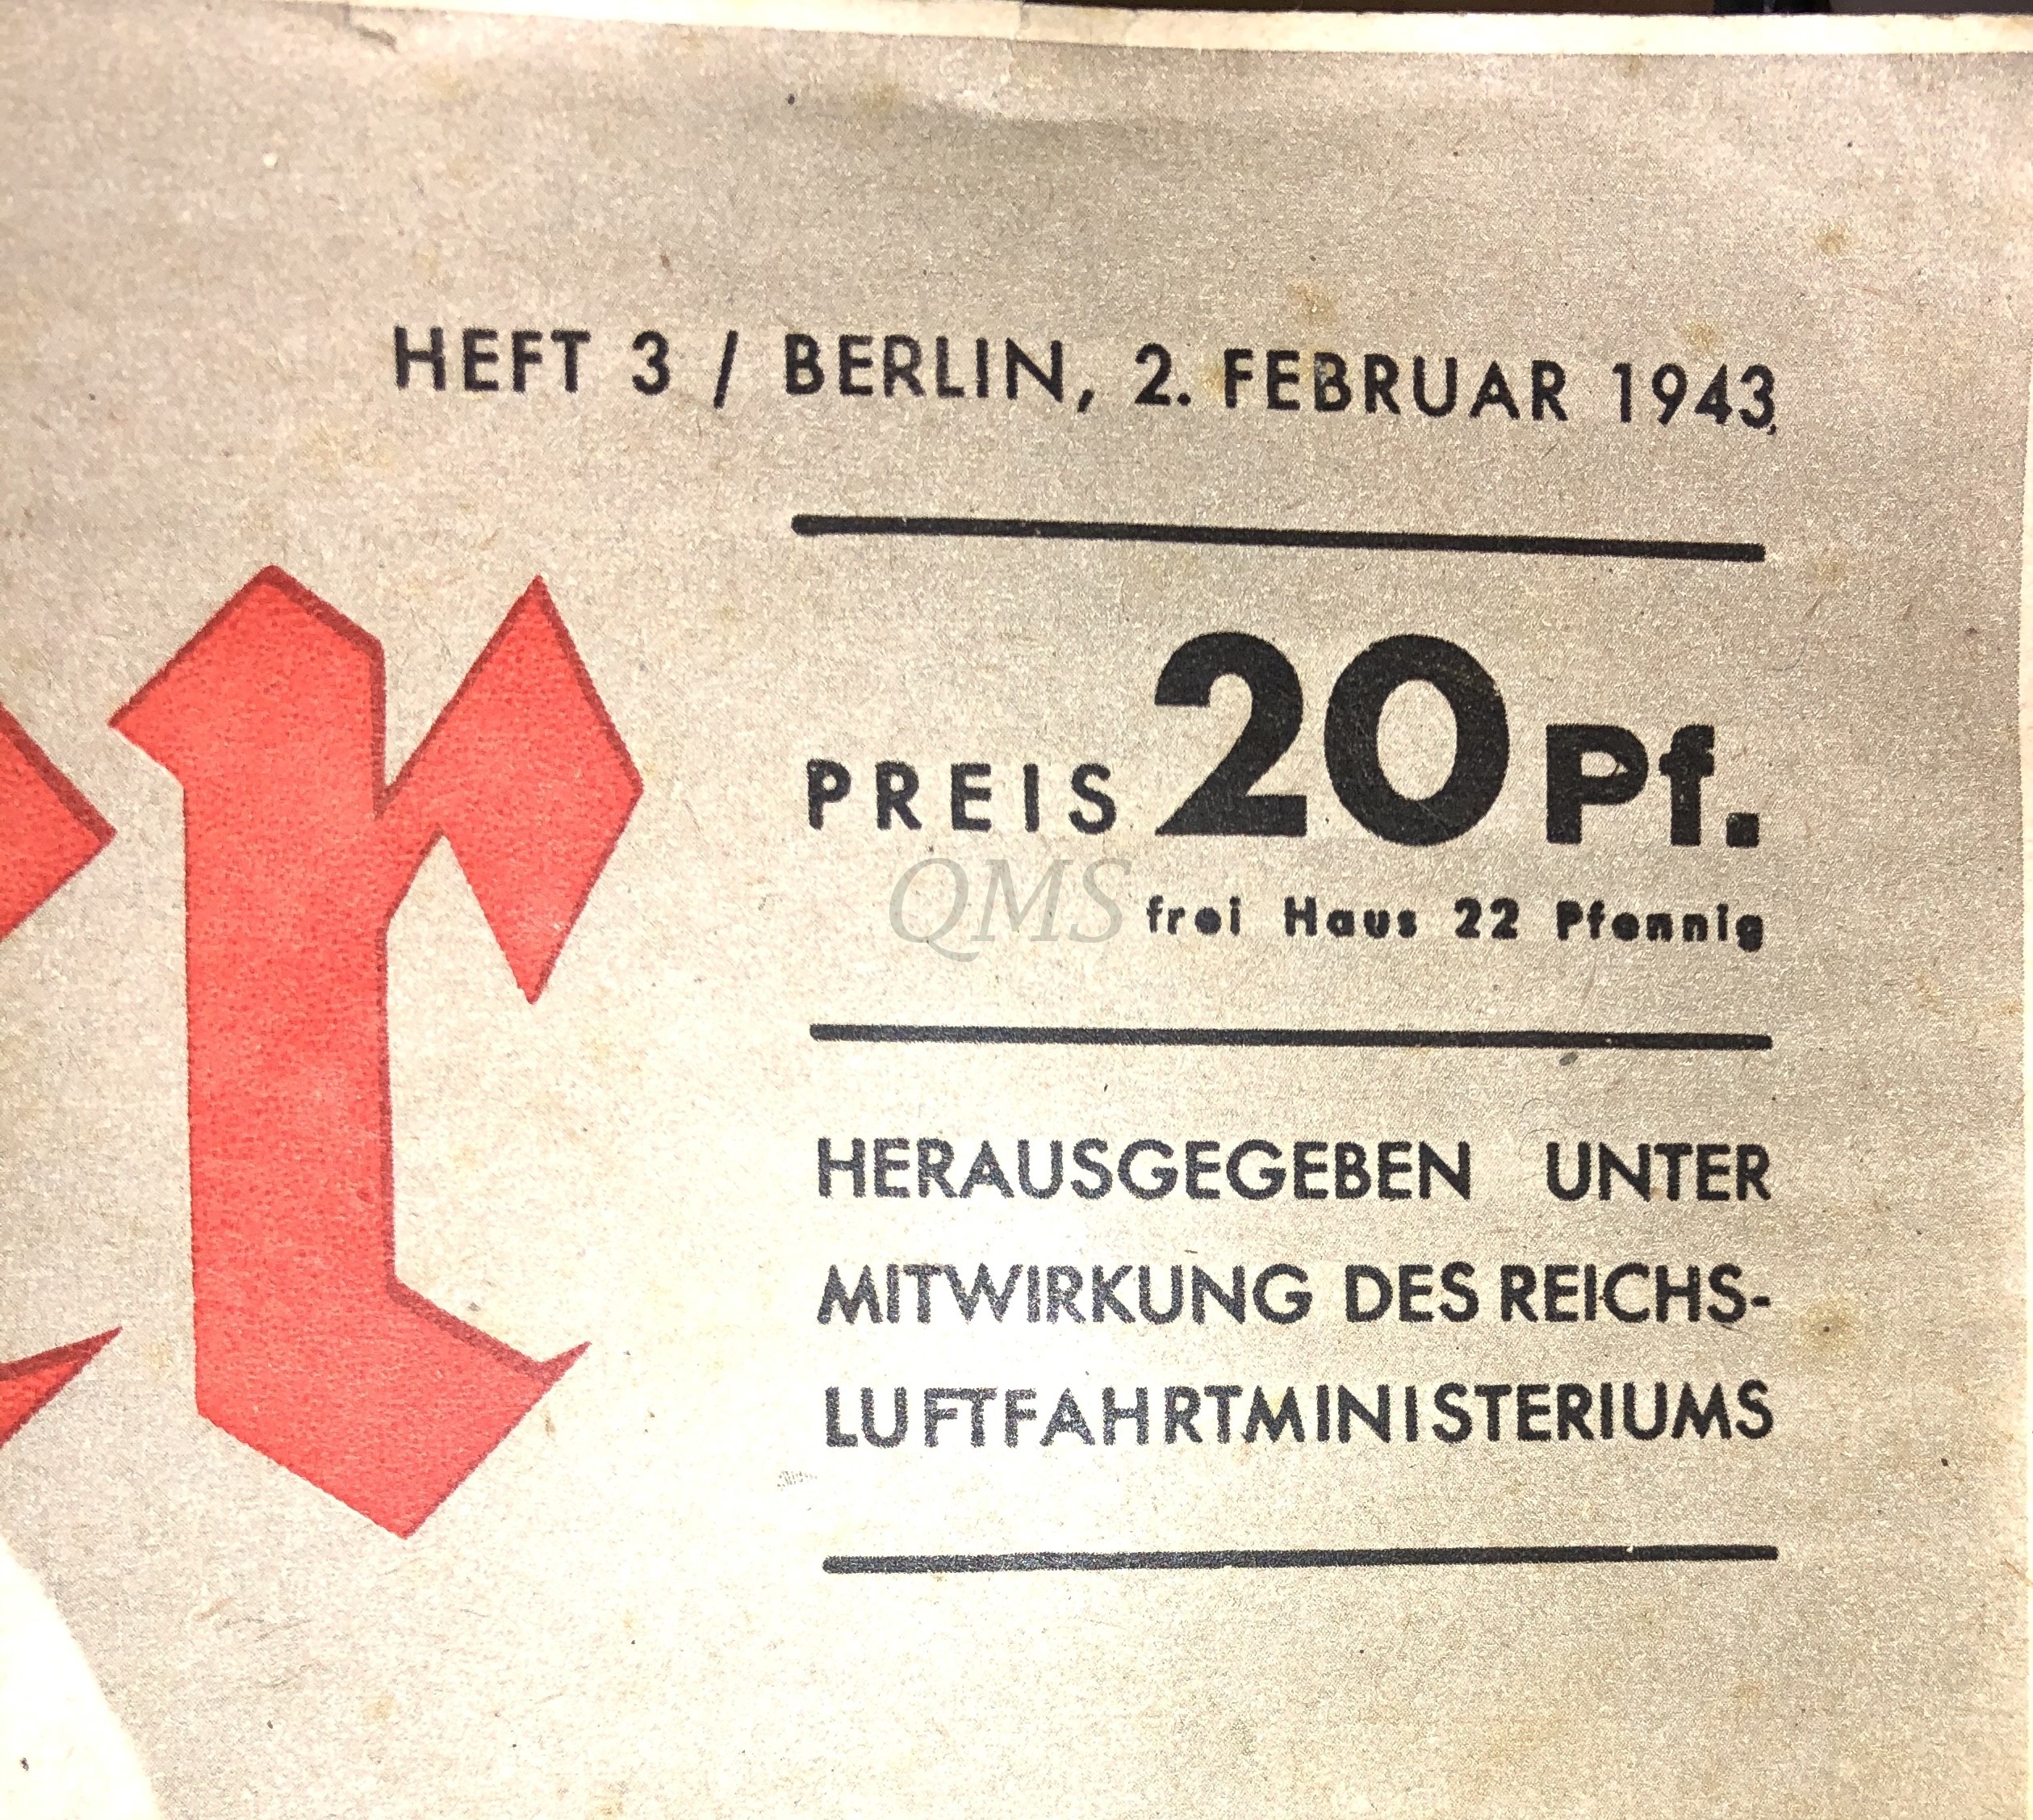 HEFT 3 / BERLIN, 2. FEBRUAR 1943
r
PREIS 20 Pf.
QMS
frei Haus 22 Pfennig
HERAUSGEGEBEN UNTER
MITWIRKUNG DES REICHS-
LUFTFAHRTMINISTERIUMS